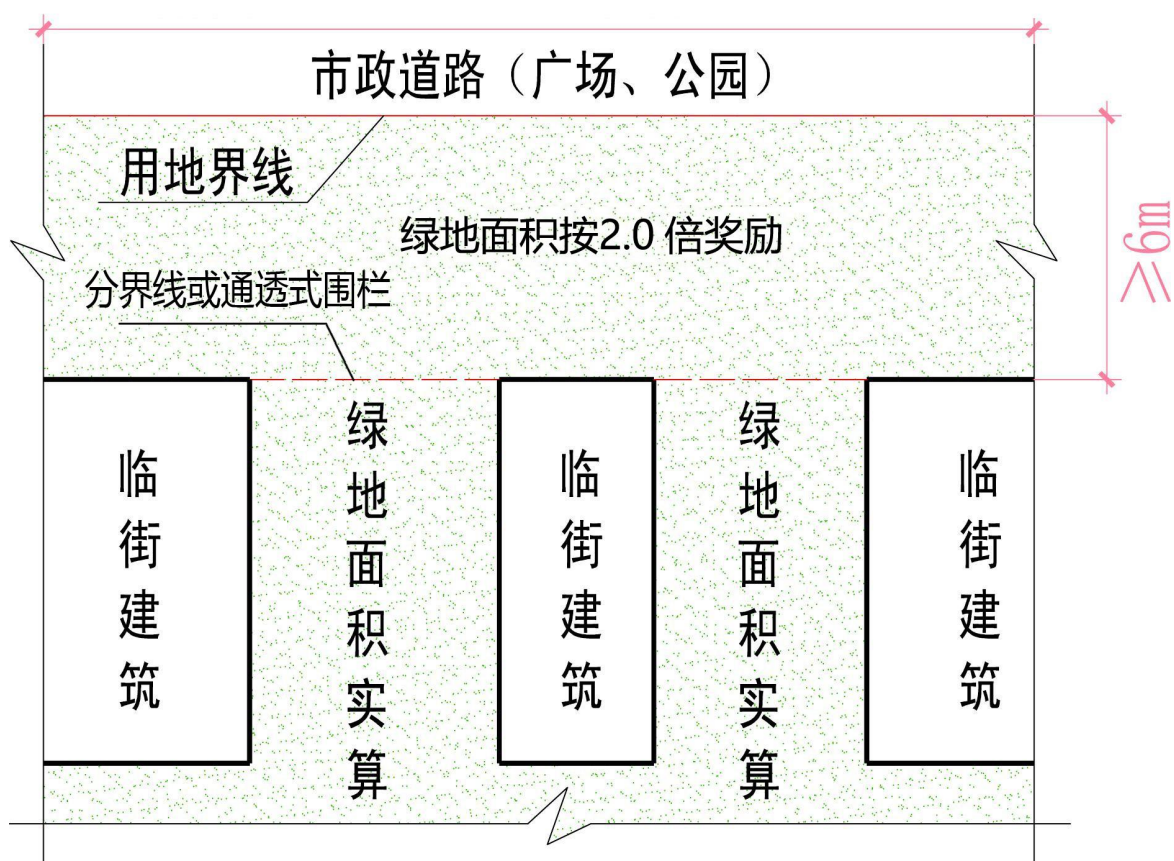 市政道路（广场、公园）
用地界线
绿地面积按2.0 倍奖励
≥6m
分界线或通透式围栏
临街建筑
绿地面积实算
临街建筑
绿地面积实算
临街建筑